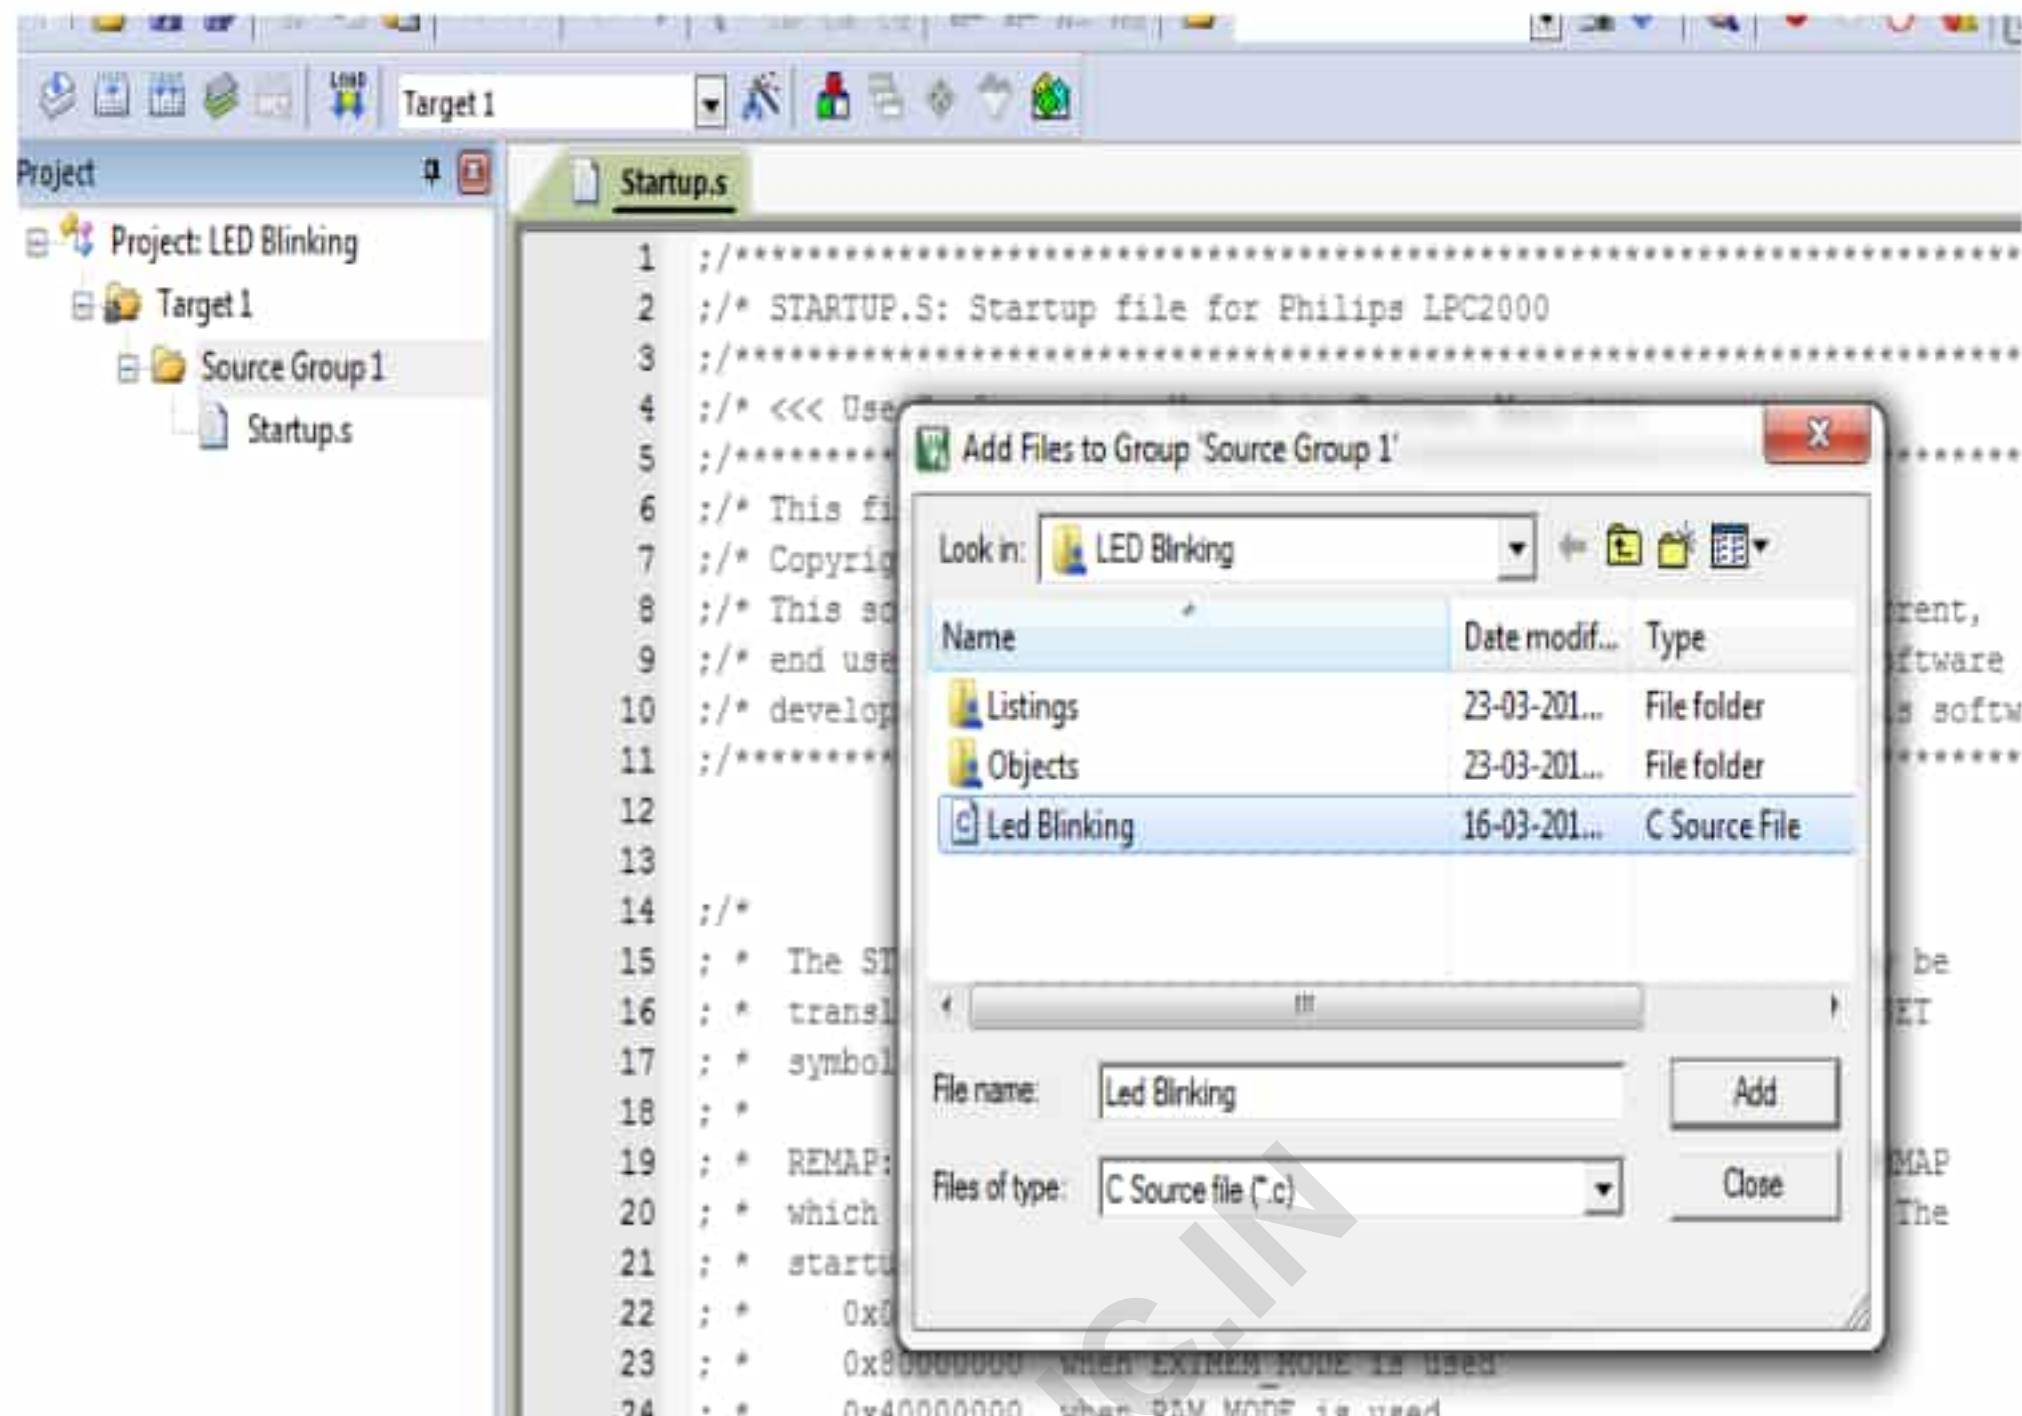 LOAD
Target 1
Project
Startup.s
Project: LED Blinking
Target 1
Source Group 1
Startup.s
1 ;/*****************************************************************************
2 ;/* STARTUP.S: Startup file for Philips LPC2000
3 ;/*****************************************************************************
4 ;/* <<< Use
5 ;/*********
6 ;/* This fi
7 ;/* Copyrig
8 ;/* This so
rrent,
9 ;/* end use
oftware
10 ;/* develop
s softw
11 ;/*********
12
13
14 ;/*
15 ; * The ST
be
16 ; * transl
ET
17 ; * symbol
18 ; *
19 ; * REMAP:
MAP
20 ; * which
The
21 ; * startu
22 ; * 0x0
23 ; * 0x80000000 when EXTMEM_MODE is used
24 ; * 0x40000000 when RAM_MODE is used
Add Files to Group 'Source Group 1'
X
Look in: LED Blinking
Name Date modif... Type
Listings 23-03-201... File folder
Objects 23-03-201... File folder
Led Blinking 16-03-201... C Source File
File name: Led Blinking Add
Files of type: C Source file (*.c) Close